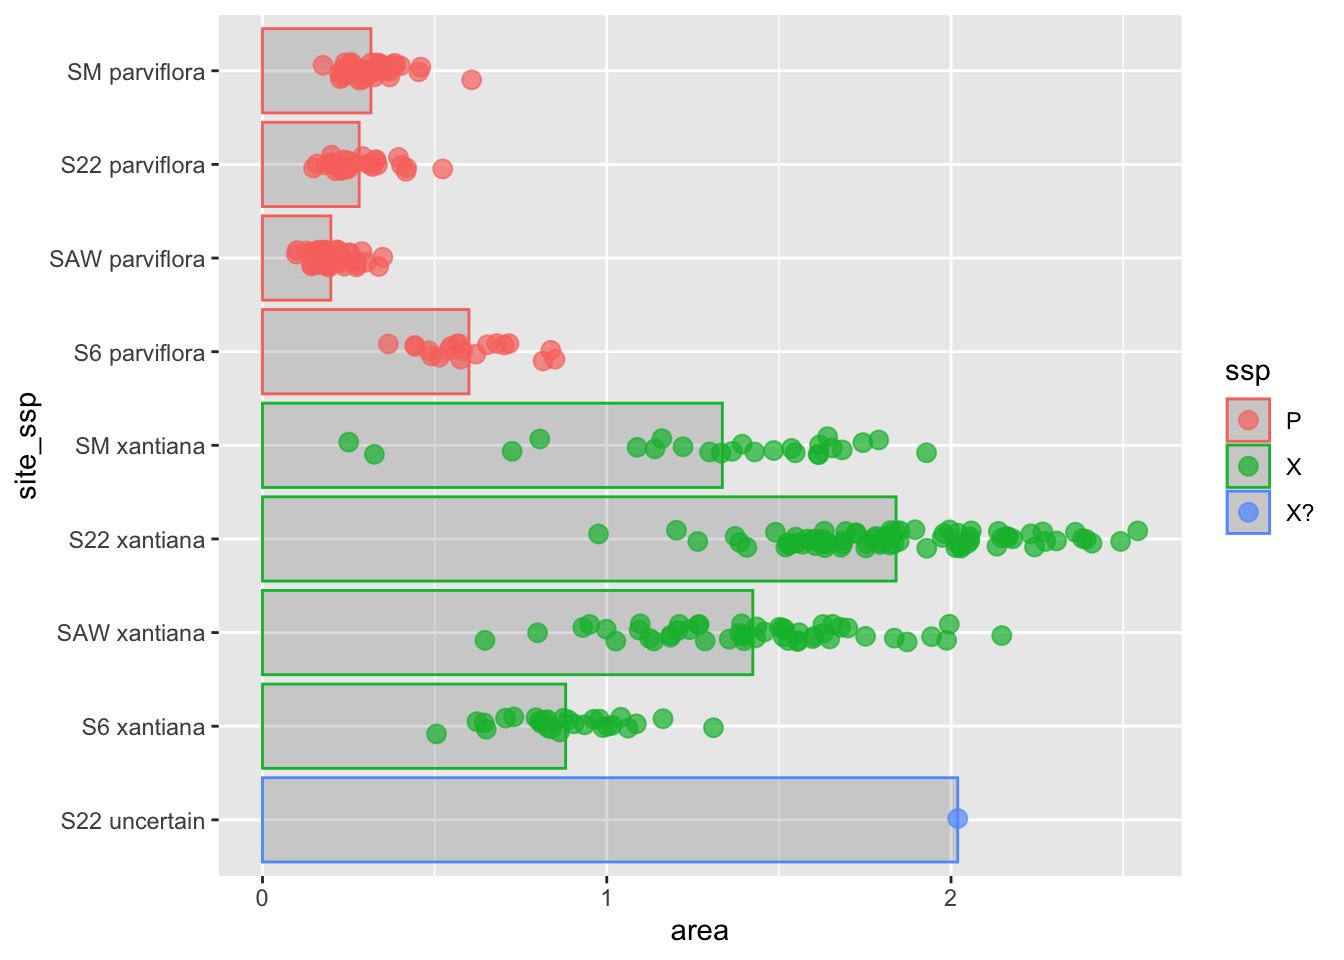 site_ssp
SM parviflora
S22 parviflora
SAW parviflora
S6 parviflora
SM xantiana
S22 xantiana
SAW xantiana
S6 xantiana
S22 uncertain
0 1 2
area
ssp
P
X
X?